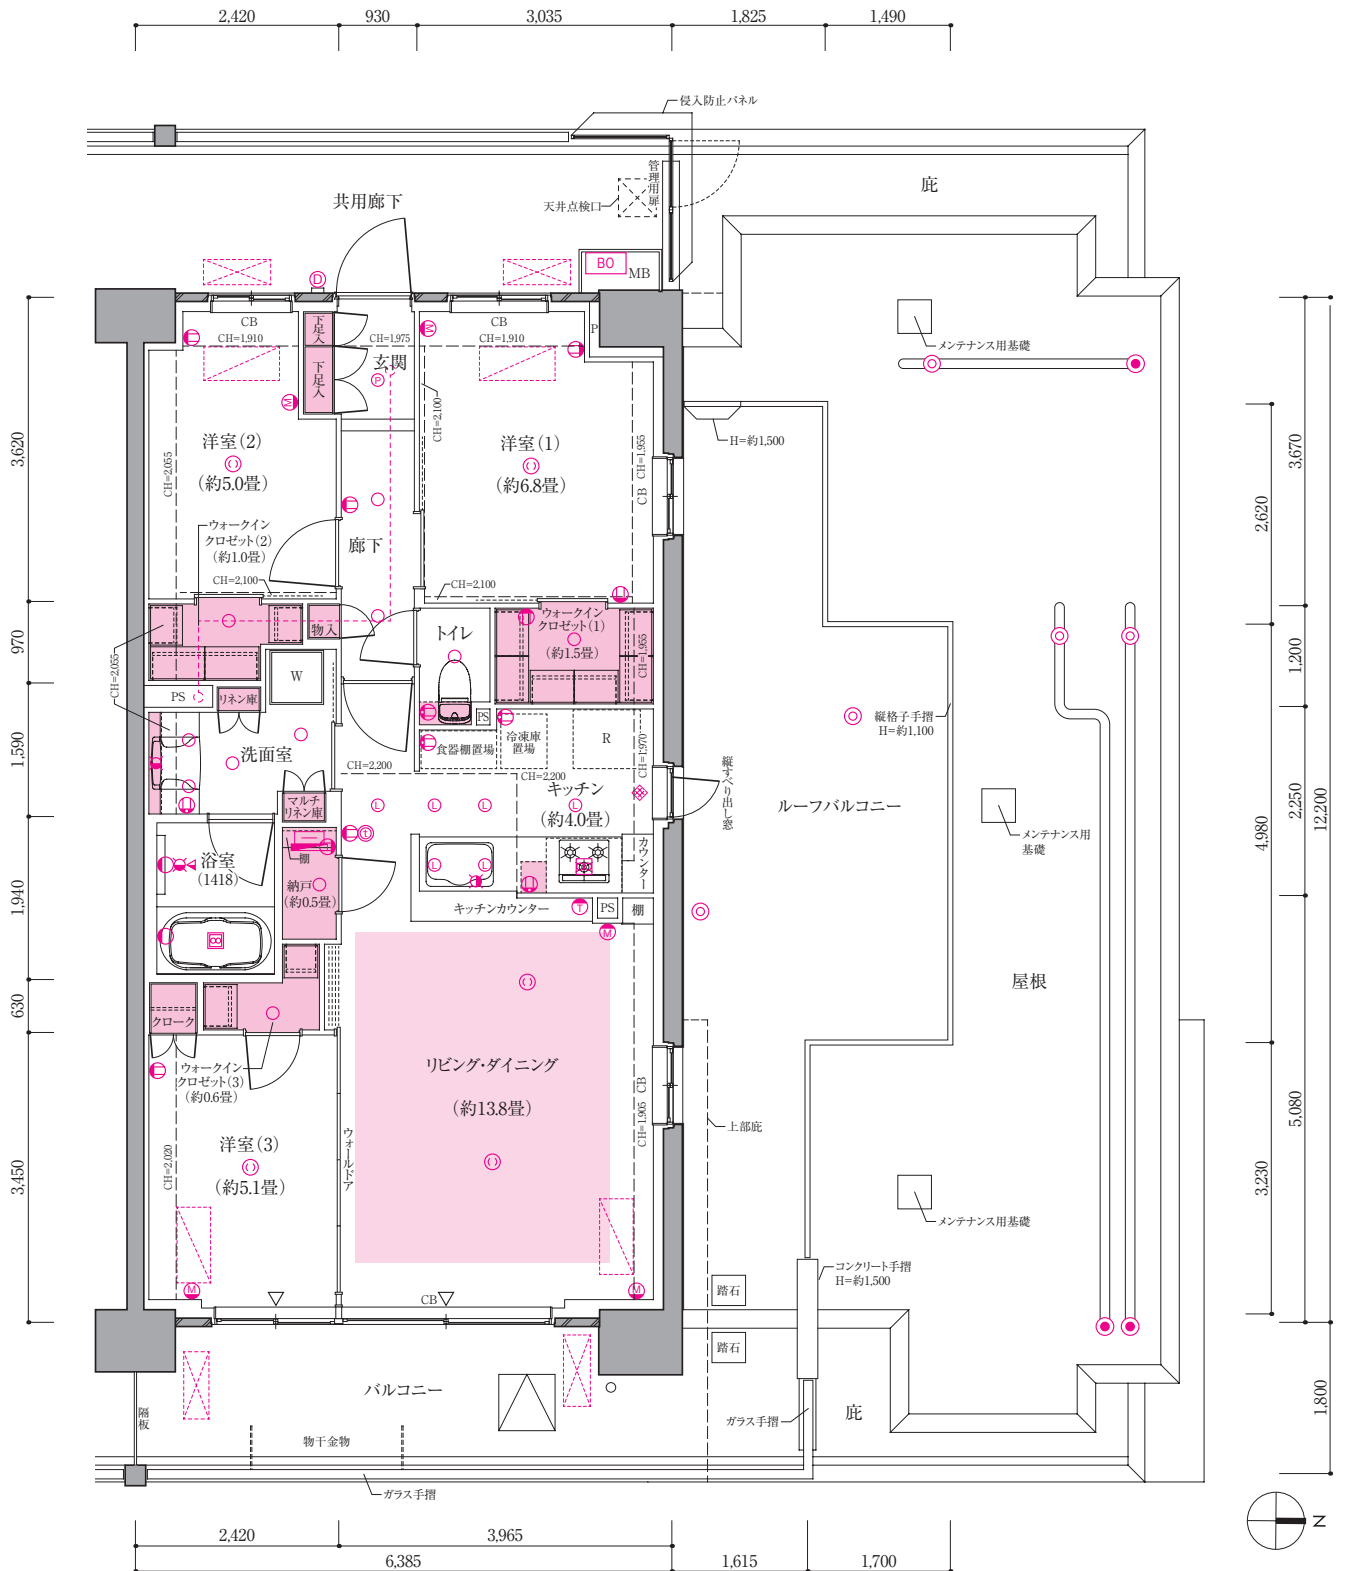 2,420
930
3,035
1,825
1,490
侵入防止パネル
管理用扉
庇
共用廊下
天井点検口
BO
MB
D
CB
CH=1,910
下足入
CH=1,975
CB
CH=1,910
P
メンテナンス用基礎
下足入
玄関
P
M
M
CH=2,100
H=約1,500
洋室(2)
(約5.0畳)
洋室(1)
(約6.8畳)
CH=1,955
CB
CH=2,055
ウォークイン
クロゼット(2)
(約1.0畳)
廊下
CH=2,100
CH=2,100
物入
トイレ
ウォークイン
クロゼット(1)
(約1.5畳)
CH=1,955
CH=2,055
W
PS
リネン庫
PS
縦格子手摺
H=約1,100
食器棚置場
冷凍庫
置場
R
CH=1,970
洗面室
CH=2,200
CH=2,200
キッチン
(約4.0畳)
縦すべり出し窓
ルーフバルコニー
メンテナンス用
基礎
マルチ
リネン庫
L
L
L
L
t
棚
浴室
(1418)
納戸
(約0.5畳)
L
L
カウンター
キッチンカウンター
T
PS
棚
M
屋根
クローク
ウォークイン
クロゼット(3)
(約0.6畳)
リビング・ダイニング
(約13.8畳)
CB
CH=1,905
上部庇
洋室(3)
(約5.1畳)
ウォールドア
CH=2,020
メンテナンス用基礎
コンクリート手摺
H=約1,500
M
M
CB
踏石
踏石
バルコニー
隔板
物干金物
ガラス手摺
庇
ガラス手摺
3,620
970
1,590
1,940
630
3,450
2,620
1,200
4,980
3,230
3,670
2,250
5,080
12,200
1,800
N
2,420
3,965
6,385
1,615
1,700